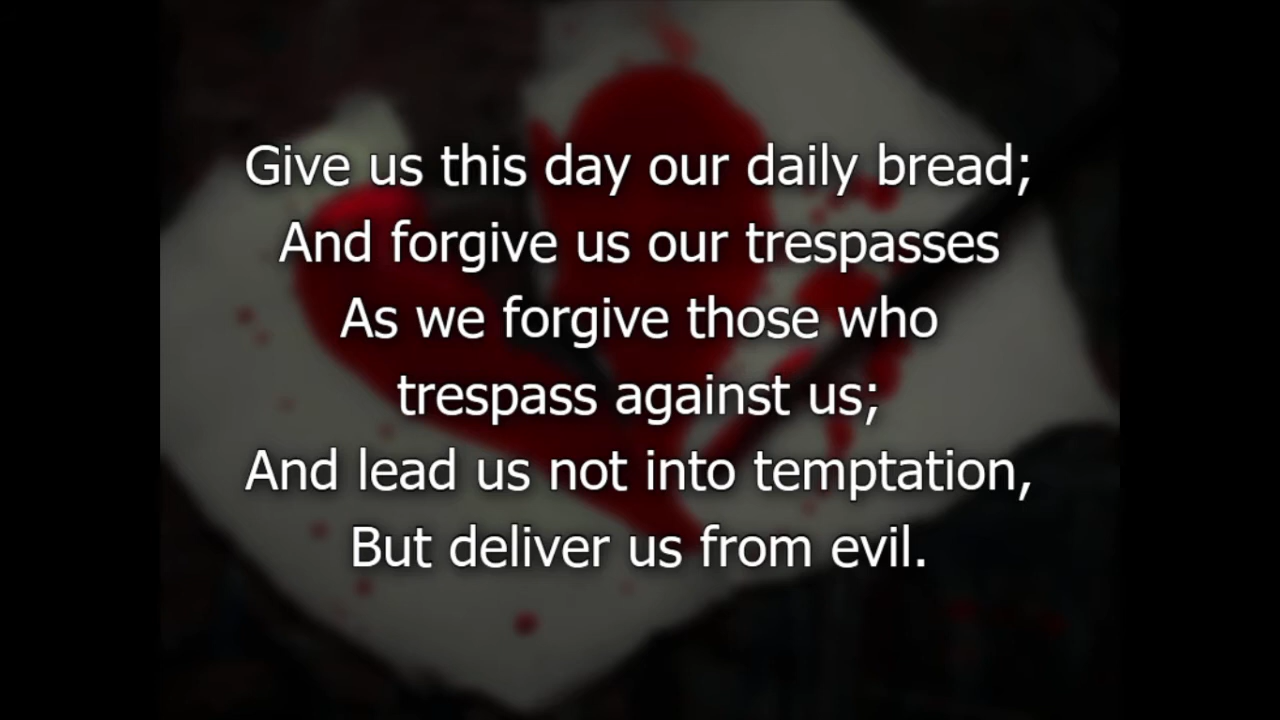 Give us this day our daily bread;
And forgive us our trespasses
As we forgive those who
trespass against us;
And lead us not into temptation,
But deliver us from evil.